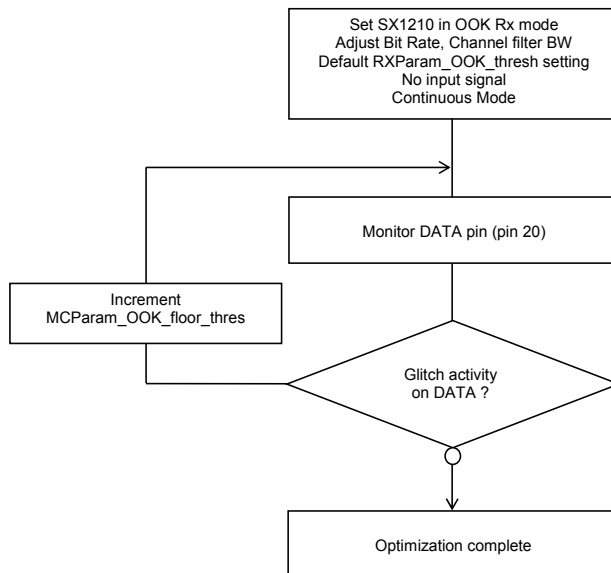 Set SX1210 in OOK Rx mode
Adjust Bit Rate, Channel filter BW
Default RXParam_OOK_thresh setting
No input signal
Continuous Mode
Monitor DATA pin (pin 20)
Increment
MCParam_OOK_floor_thres
Glitch activity
on DATA ?
Optimization complete